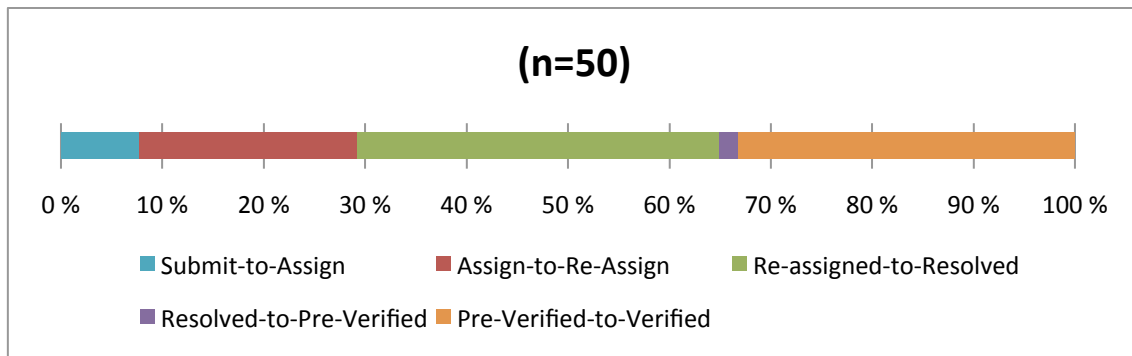 (n=50)
0 % 10 % 20 % 30 % 40 % 50 % 60 % 70 % 80 % 90 % 100 %
Submit-to-Assign Assign-to-Re-Assign Re-assigned-to-Resolved
Resolved-to-Pre-Verified Pre-Verified-to-Verified